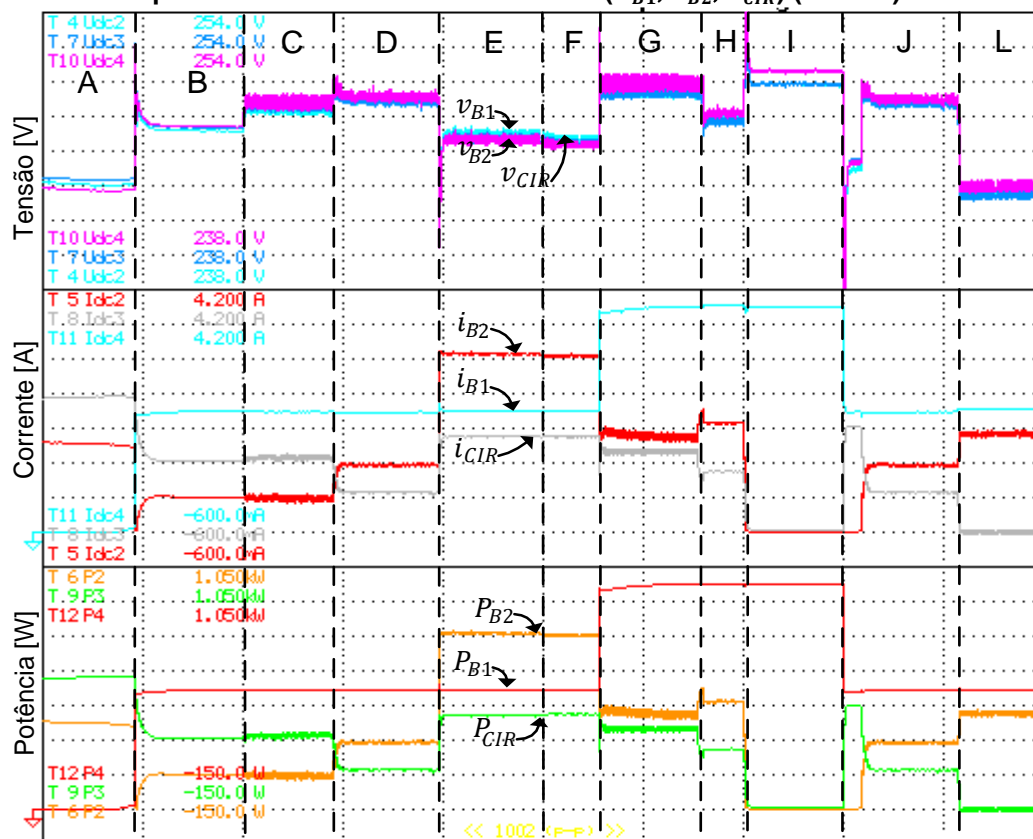 (𝑣B1, 𝑣B2, 𝑣CIR)
T 4 Udc2 254.0 V
T 7 Udc3 254.0 V
T10 Udc4 254.0 V
A B C D E F G H I J L
Tensão [V]
v_B1
v_B2
v_CIR
T10 Udc4 238.0 V
T 7 Udc3 238.0 V
T 4 Udc2 238.0 V
T 5 Idc2 4.200 A
T 8 Idc3 4.200 A
T11 Idc4 4.200 A
Corrente [A]
i_B2
i_B1
i_CIR
T11 Idc4 -600.0mA
T 8 Idc3 -600.0mA
T 5 Idc2 -600.0mA
T 6 P2 1.050kW
T 9 P3 1.050kW
T12 P4 1.050kW
Potência [W]
P_B2
P_B1
P_CIR
T12 P4 -150.0 W
T 9 P3 -150.0 W
T 6 P2 -150.0 W
<< 1002 (p-p) >>